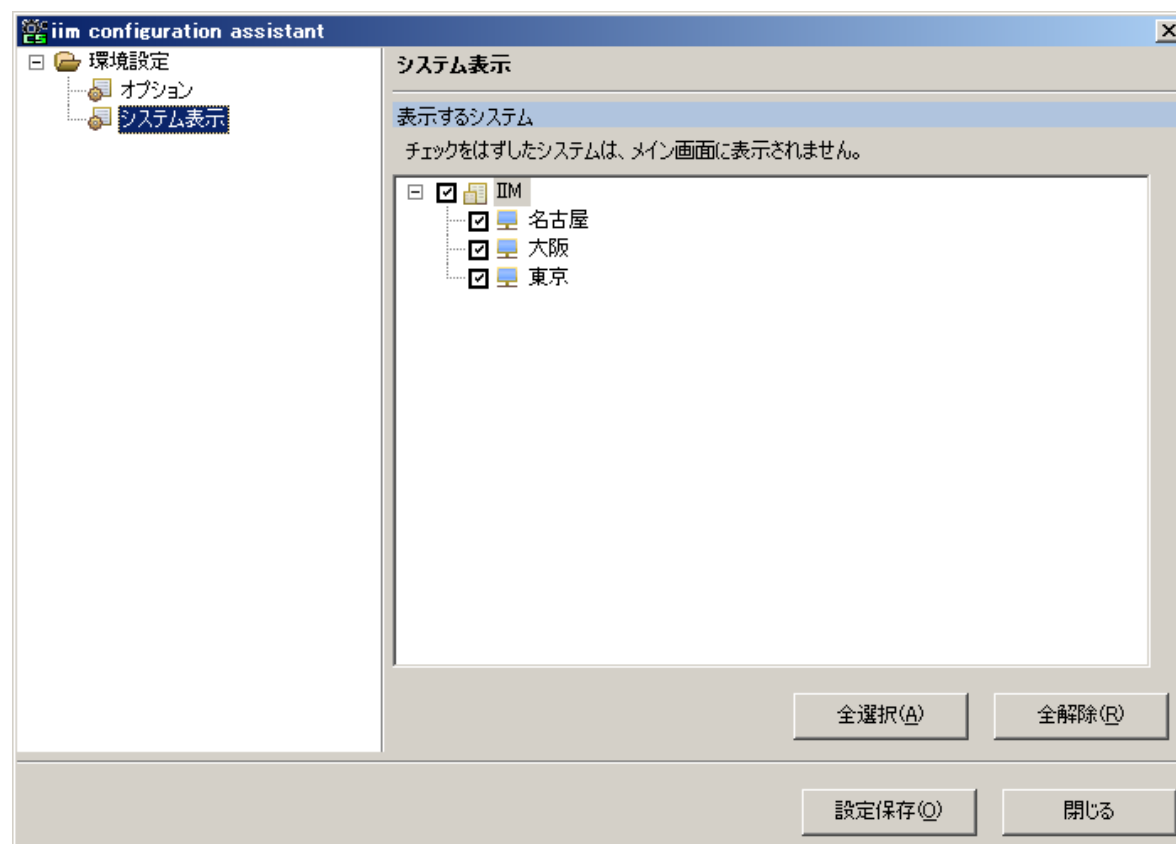 iim configuration assistant
環境設定
オプション
システム表示
システム表示
表示するシステム
チェックをはずしたシステムは、メイン画面に表示されません。
IIM
名古屋
大阪
東京
全選択(A)
全解除(R)
設定保存(O)
閉じる